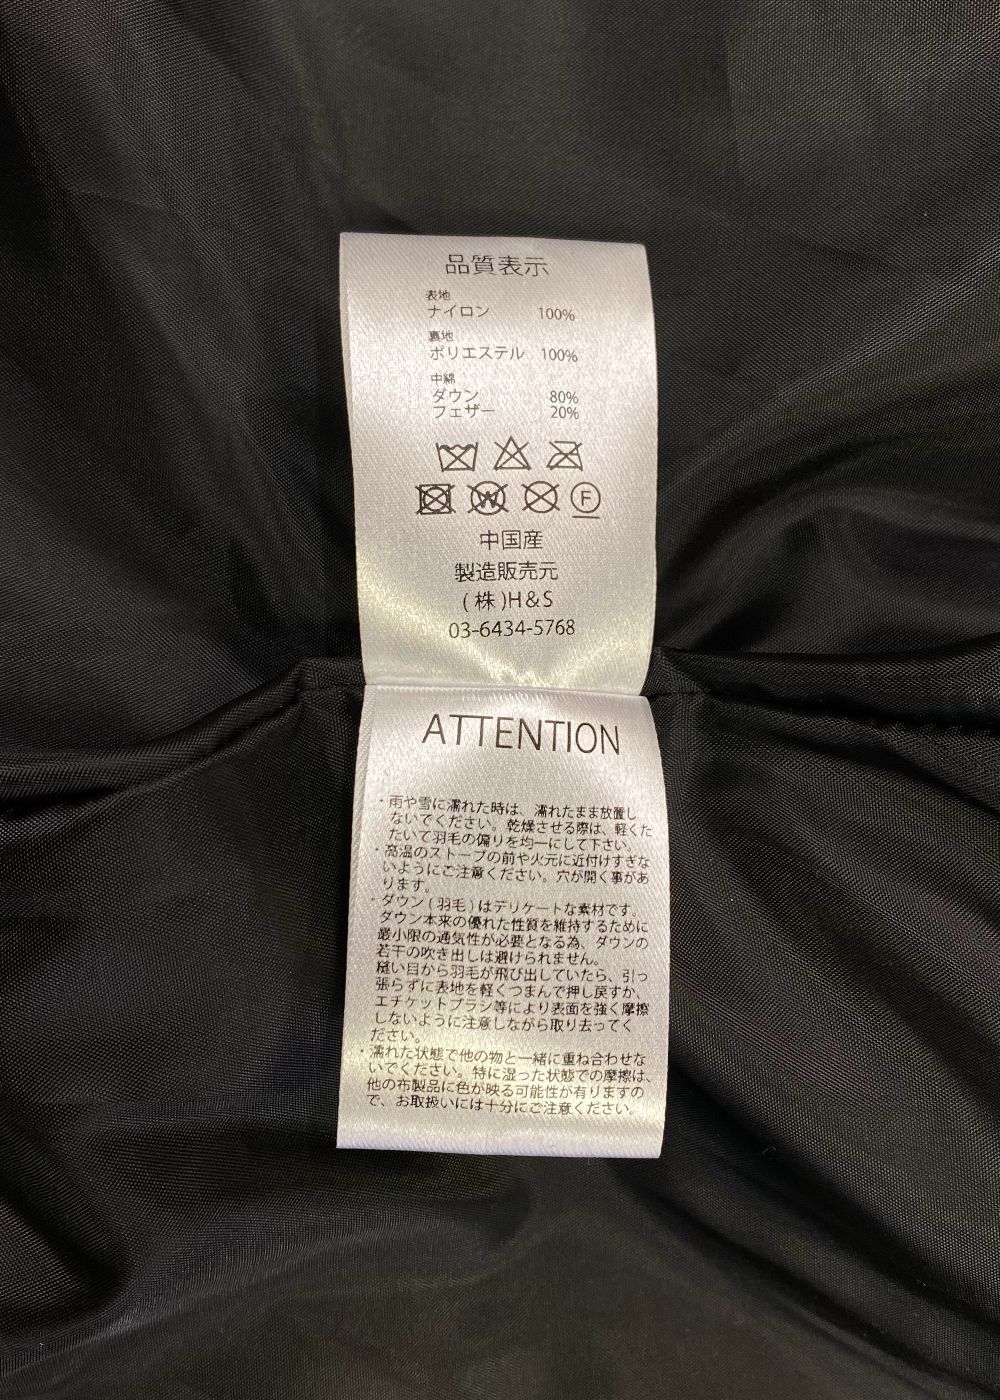 品質表示
表地
ナイロン 100%
裏地
ポリエステル 100%
中綿
ダウン 80%
フェザー 20%
W
F
中国産
製造販売元
(株)H&S
03-6434-5768
ATTENTION
・雨や雪に濡れた時は、濡れたまま放置し
ないでください。乾燥させる際は、軽くた
たいて羽毛の偏りを均一にして下さい。
・高温のストーブの前や火元に近付けすぎな
いようにご注意ください。穴が開く事があ
ります。
・ダウン(羽毛)はデリケートな素材です。
ダウン本来の優れた性質を維持するために
最小限の通気性が必要となる為、ダウンの
若干の吹き出しは避けられません。
縫い目から羽毛が飛び出していたら、引っ
張らずに表地を軽くつまんで押し戻すか、
エチケットブラシ等により表面を強く摩擦
しないように注意しながら取り去ってく
ださい。
・濡れた状態で他の物と一緒に重ね合わせな
いでください。特に湿った状態での摩擦は、
他の布製品に色が映る可能性が有りますの
で、お取扱いには十分にご注意ください。